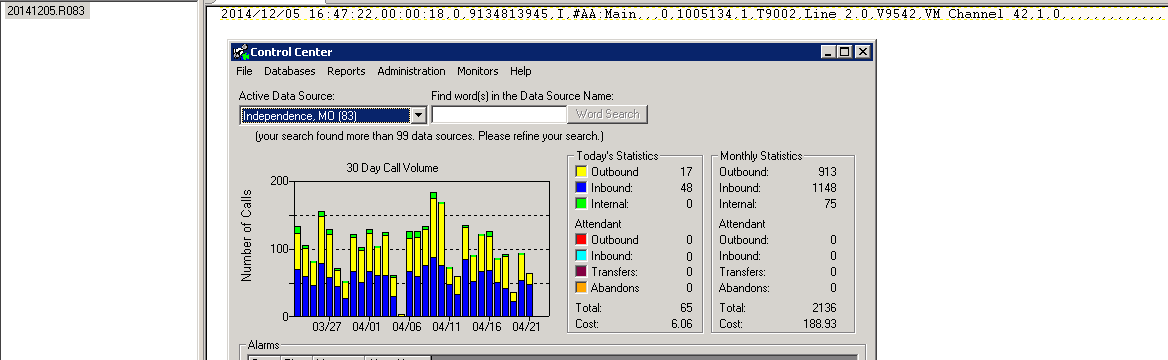 20141205.R083
2014/12/05 16:47:22,00:00:18,0,9134813945,I,#AA:Main,,,0,1005134,1,T9002,Line 2.0,V9542,VM Channel 42,1,0,,,,,,,,,,,,,,
Control Center
File Databases Reports Administration Monitors Help
Active Data Source: Find word(s) in the Data Source Name:
Independence, MO (83) Word Search
(your search found more than 99 data sources. Please refine your search.)
30 Day Call Volume
Number of Calls
200
100
0
03/27 04/01 04/06 04/11 04/16 04/21
Today's Statistics
Outbound 17
Inbound: 48
Internal: 0
Attendant
Outbound 0
Inbound: 0
Transfers: 0
Abandons 0
Total: 65
Cost: 6.06
Monthly Statistics
Outbound: 913
Inbound: 1148
Internal: 75
Attendant
Outbound: 0
Inbound: 0
Transfers: 0
Abandons: 0
Total: 2136
Cost: 188.93
Alarms